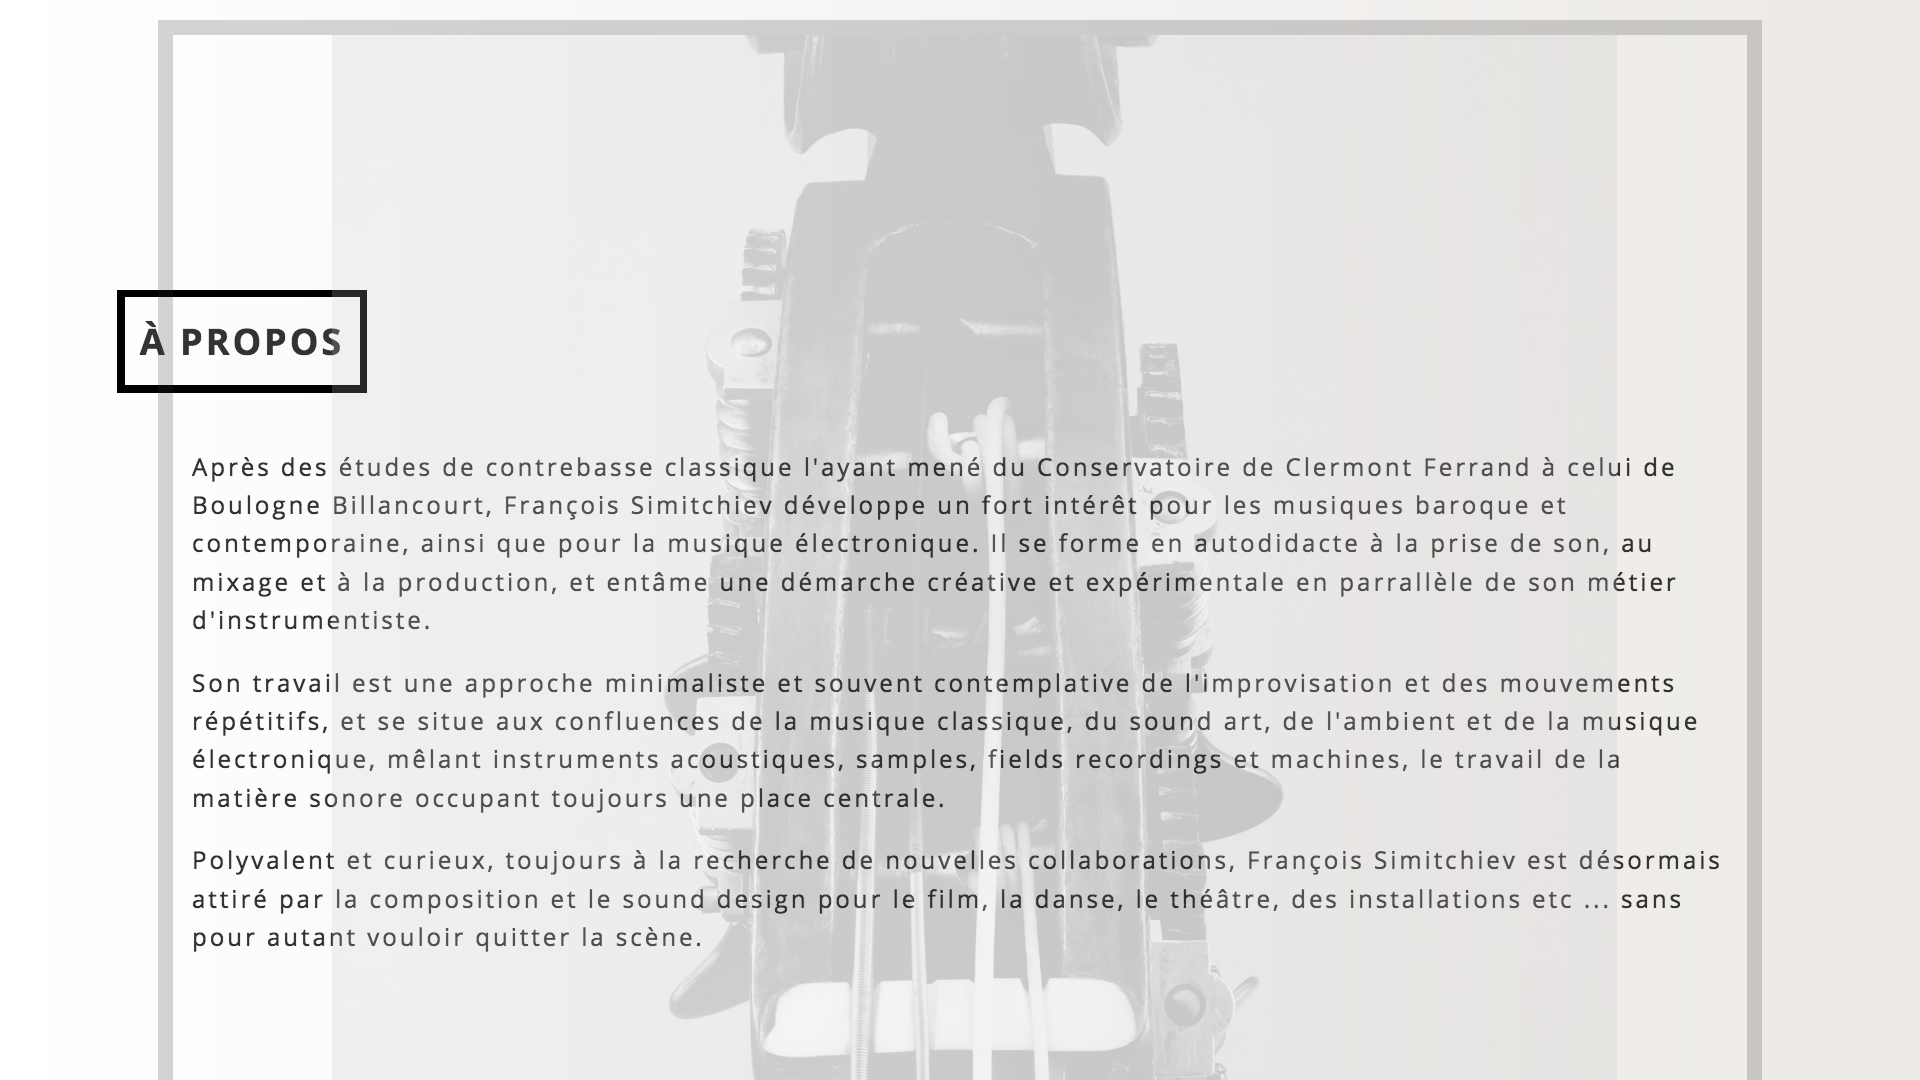 À PROPOS
Après des études de contrebasse classique l'ayant mené du Conservatoire de Clermont Ferrand à celui de
Boulogne Billancourt, François Simitchiev développe un fort intérêt pour les musiques baroque et
contemporaine, ainsi que pour la musique électronique. Il se forme en autodidacte à la prise de son, au
mixage et à la production, et entâme une démarche créative et expérimentale en parrallèle de son métier
d'instrumentiste.
Son travail est une approche minimaliste et souvent contemplative de l'improvisation et des mouvements
répétitifs, et se situe aux confluences de la musique classique, du sound art, de l'ambient et de la musique
électronique, mêlant instruments acoustiques, samples, fields recordings et machines, le travail de la
matière sonore occupant toujours une place centrale.
Polyvalent et curieux, toujours à la recherche de nouvelles collaborations, François Simitchiev est désormais
attiré par la composition et le sound design pour le film, la danse, le théâtre, des installations etc ... sans
pour autant vouloir quitter la scène.